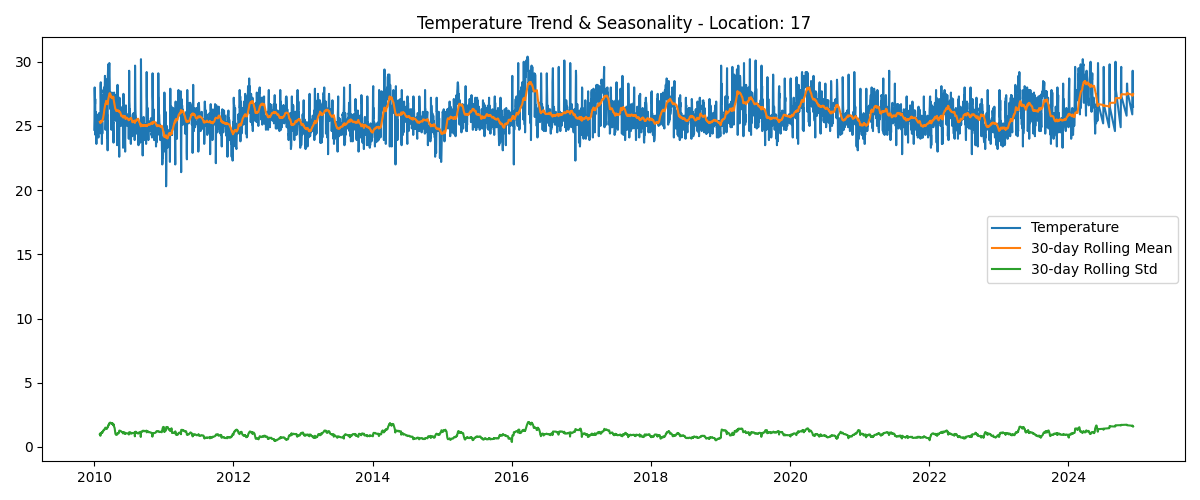 Temperature Trend & Seasonality - Location: 17
30
25
20
15
10
5
0
Temperature
30-day Rolling Mean
30-day Rolling Std
2010 2012 2014 2016 2018 2020 2022 2024